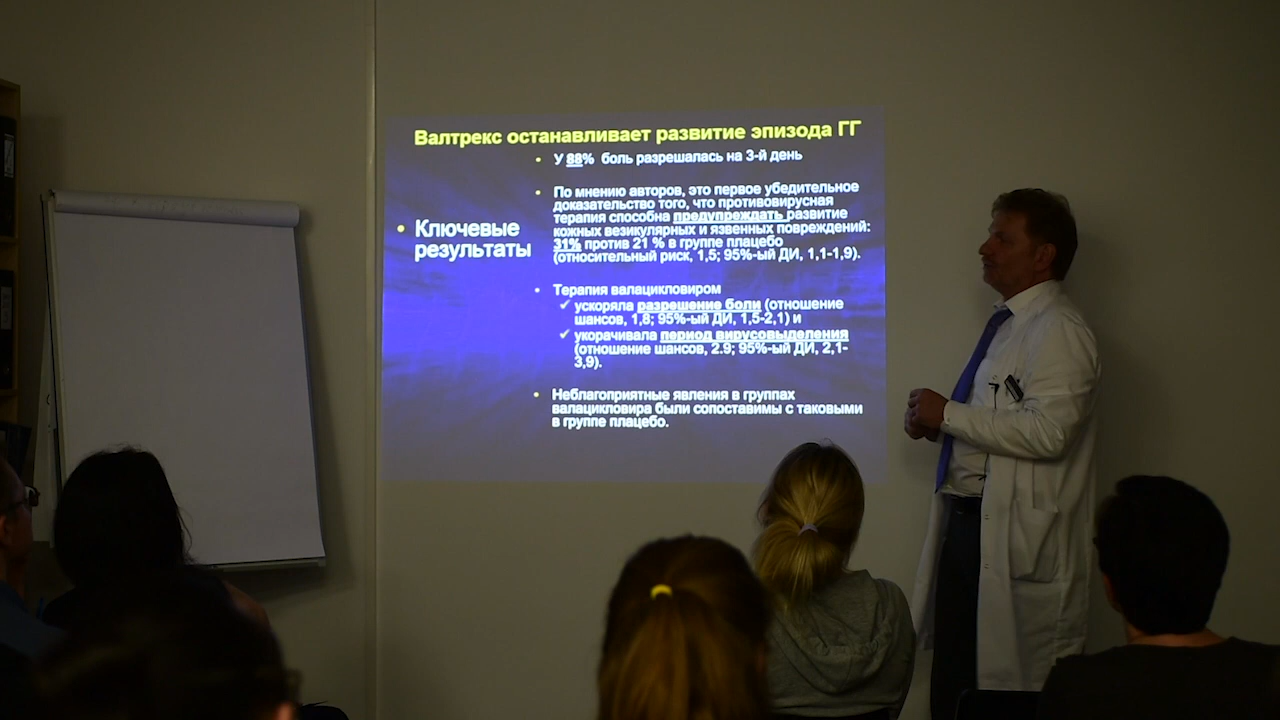 Валтрекс останавливает развитие эпизода ГГ
• Ключевые
результаты
• У 88% боль разрешалась на 3-й день
• По мнению авторов, это первое убедительное
доказательство того, что противовирусная
терапия способна предупреждать развитие
кожных везикулярных и язвенных повреждений:
31% против 21 % в группе плацебо
(относительный риск, 1,5; 95%-ый ДИ, 1,1-1,9).
• Терапия валацикловиром
✓ ускоряла разрешение боли (отношение
шансов, 1,8; 95%-ый ДИ, 1,5-2,1) и
✓ укорачивала период вирусовыделения
(отношение шансов, 2.9; 95%-ый ДИ, 2,1-
3,9).
• Неблагоприятные явления в группах
валацикловира были сопоставимы с таковыми
в группе плацебо.